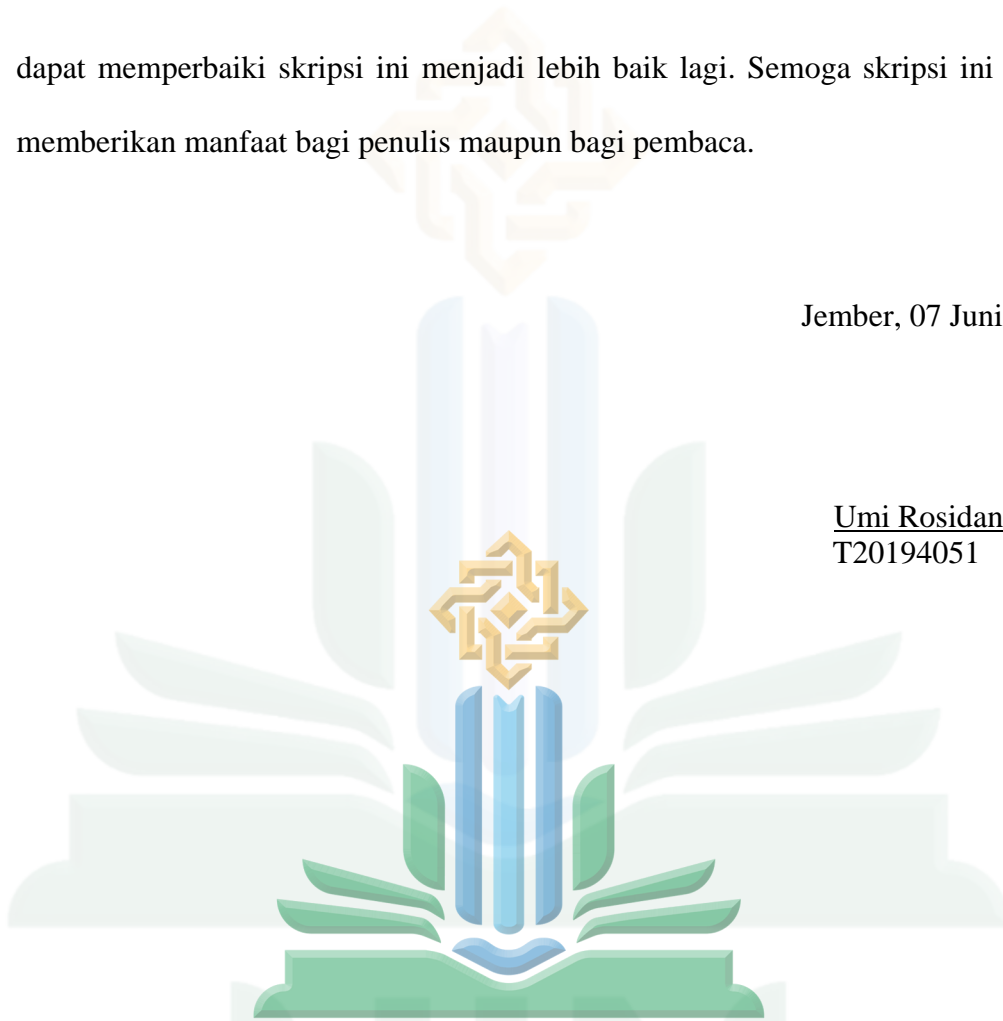 dapat memperbaiki skripsi ini menjadi lebih baik lagi. Semoga skripsi ini
memberikan manfaat bagi penulis maupun bagi pembaca.
Jember, 07 Juni
Umi Rosidan
T20194051